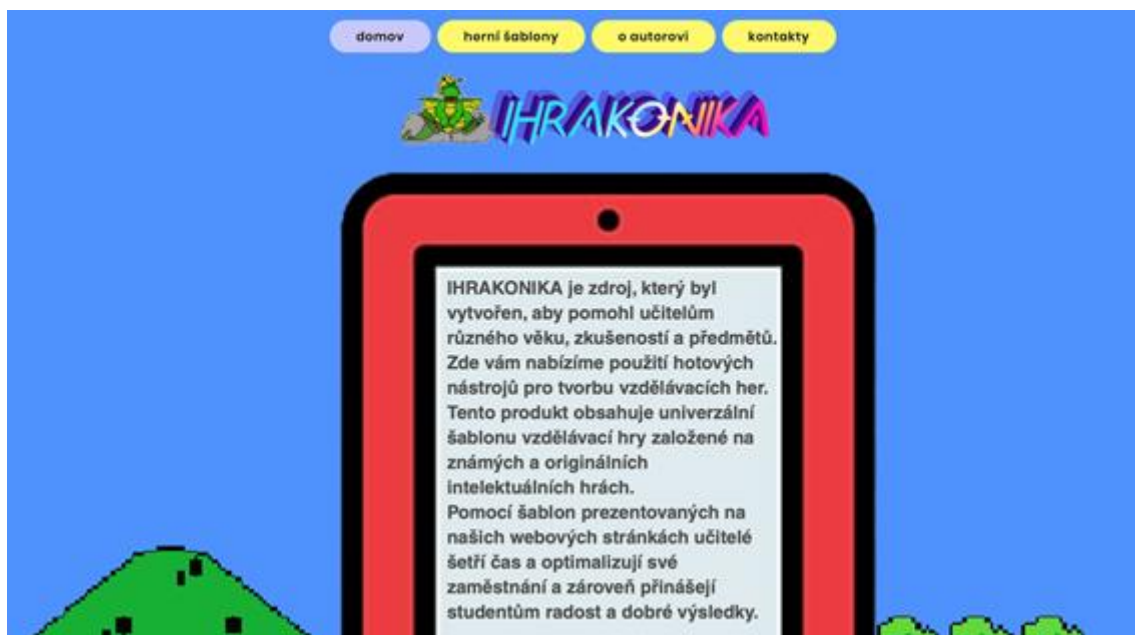 domov herní šablony o autorovi kontakty
IHRAKONIKA
IHRAKONIKA je zdroj, který byl
vytvořen, aby pomohl učitelům
různého věku, zkušeností a předmětů.
Zde vám nabízíme použití hotových
nástrojů pro tvorbu vzdělávacích her.
Tento produkt obsahuje univerzální
šablonu vzdělávací hry založené na
známých a originálních
intelektuálních hrách.
Pomocí šablon prezentovaných na
našich webových stránkách učitelé
šetří čas a optimalizují své
zaměstnání a zároveň přinášejí
studentům radost a dobré výsledky.